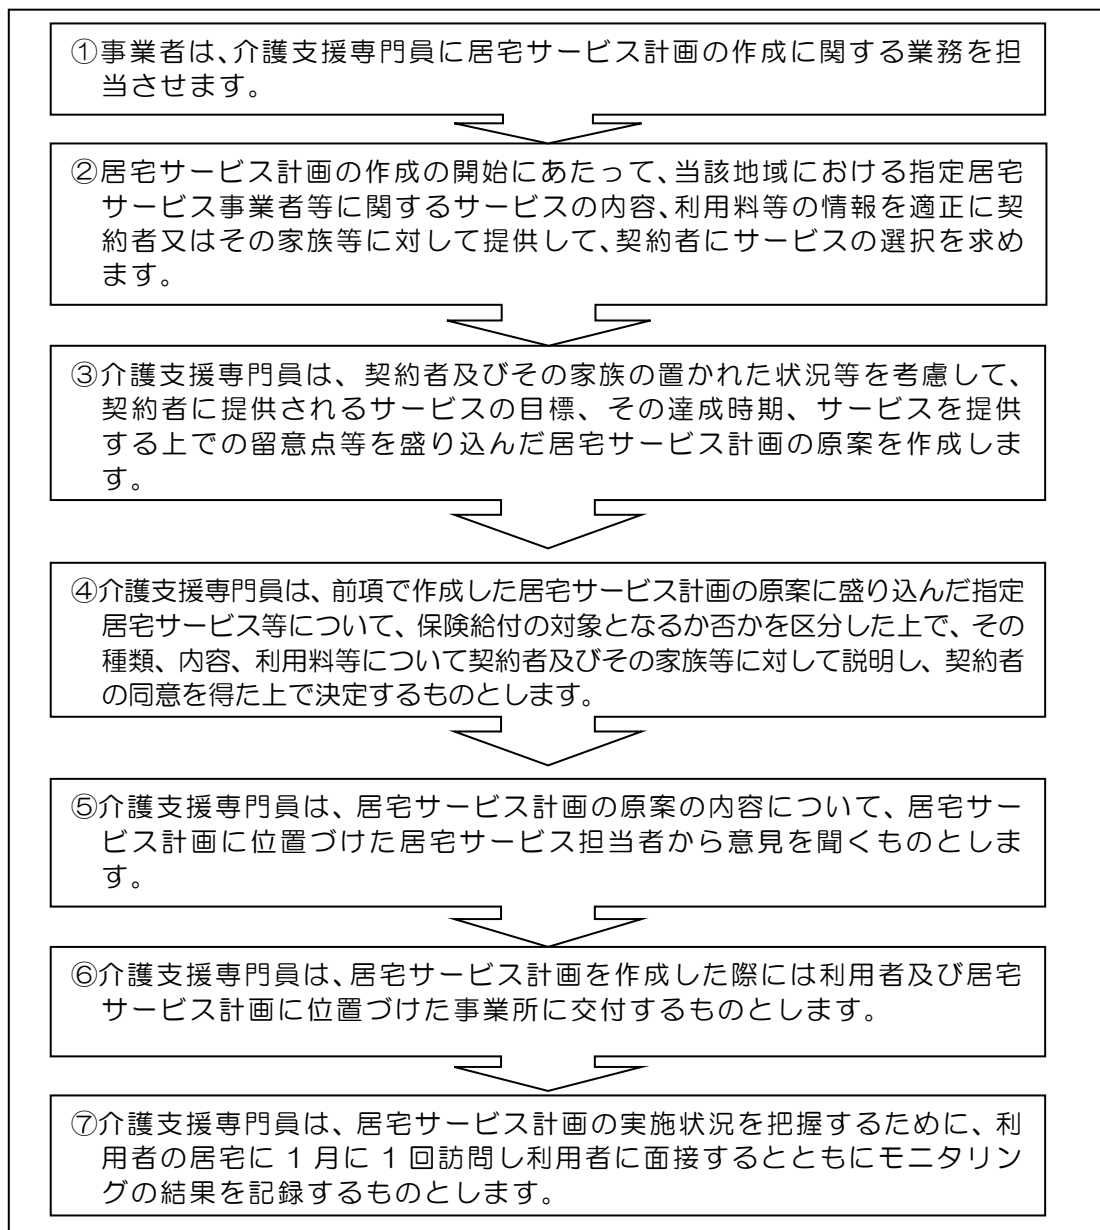 ①事業者は、介護支援専門員に居宅サービス計画の作成に関する業務を担
当させます。
②居宅サービス計画の作成の開始にあたって、当該地域における指定居宅
サービス事業者等に関するサービスの内容、利用料等の情報を適正に契
約者又はその家族等に対して提供して、契約者にサービスの選択を求め
ます。
③介護支援専門員は、契約者及びその家族の置かれた状況等を考慮して、
契約者に提供されるサービスの目標、その達成時期、サービスを提供
する上での留意点等を盛り込んだ居宅サービス計画の原案を作成しま
す。
④介護支援専門員は、前項で作成した居宅サービス計画の原案に盛り込んだ指定
居宅サービス等について、保険給付の対象となるか否かを区分した上で、その
種類、内容、利用料等について契約者及びその家族等に対して説明し、契約者
の同意を得た上で決定するものとします。
⑤介護支援専門員は、居宅サービス計画の原案の内容について、居宅サー
ビス計画に位置づけた居宅サービス担当者から意見を聞くものとしま
す。
⑥介護支援専門員は、居宅サービス計画を作成した際には利用者及び居宅
サービス計画に位置づけた事業所に交付するものとします。
⑦介護支援専門員は、居宅サービス計画の実施状況を把握するために、利
用者の居宅に 1 月に 1 回訪問し利用者に面接するとともにモニタリン
グの結果を記録するものとします。